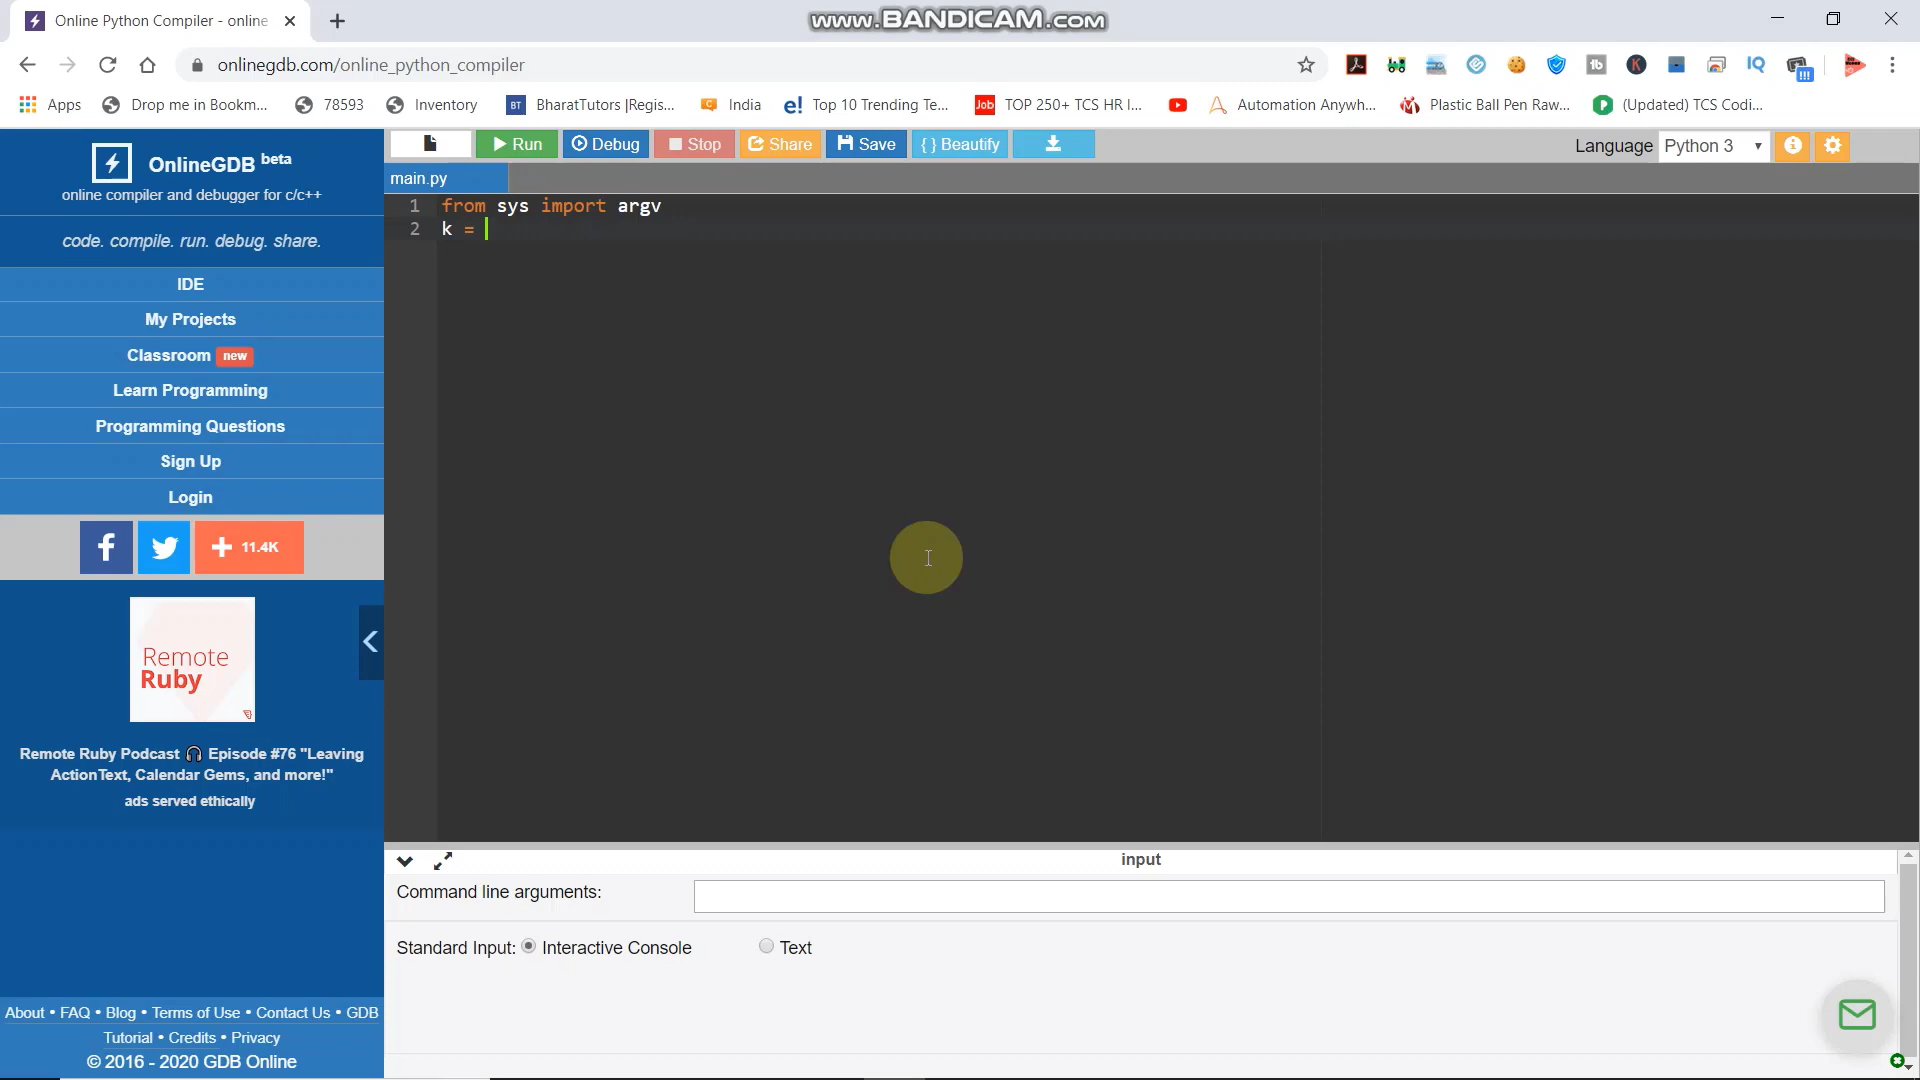 Online Python Compiler - online
www.BANDICAM.com
onlinegdb.com/online_python_compiler
Apps
Drop me in Bookm...
78593
Inventory
BT BharatTutors |Regis...
India
e! Top 10 Trending Te...
Job TOP 250+ TCS HR I...
Automation Anywh...
Plastic Ball Pen Raw...
(Updated) TCS Codi...
OnlineGDB beta
online compiler and debugger for c/c++
code. compile. run. debug. share.
IDE
My Projects
Classroom new
Learn Programming
Programming Questions
Sign Up
Login
11.4K
Remote
Ruby
Remote Ruby Podcast 🎧 Episode #76 "Leaving
ActionText, Calendar Gems, and more!"
ads served ethically
About • FAQ • Blog • Terms of Use • Contact Us • GDB
Tutorial • Credits • Privacy
© 2016 - 2020 GDB Online
Run
Debug
Stop
Share
Save
{ } Beautify
Language Python 3
main.py
1 from sys import argv
2 k =
input
Command line arguments:
Standard Input: Interactive Console Text